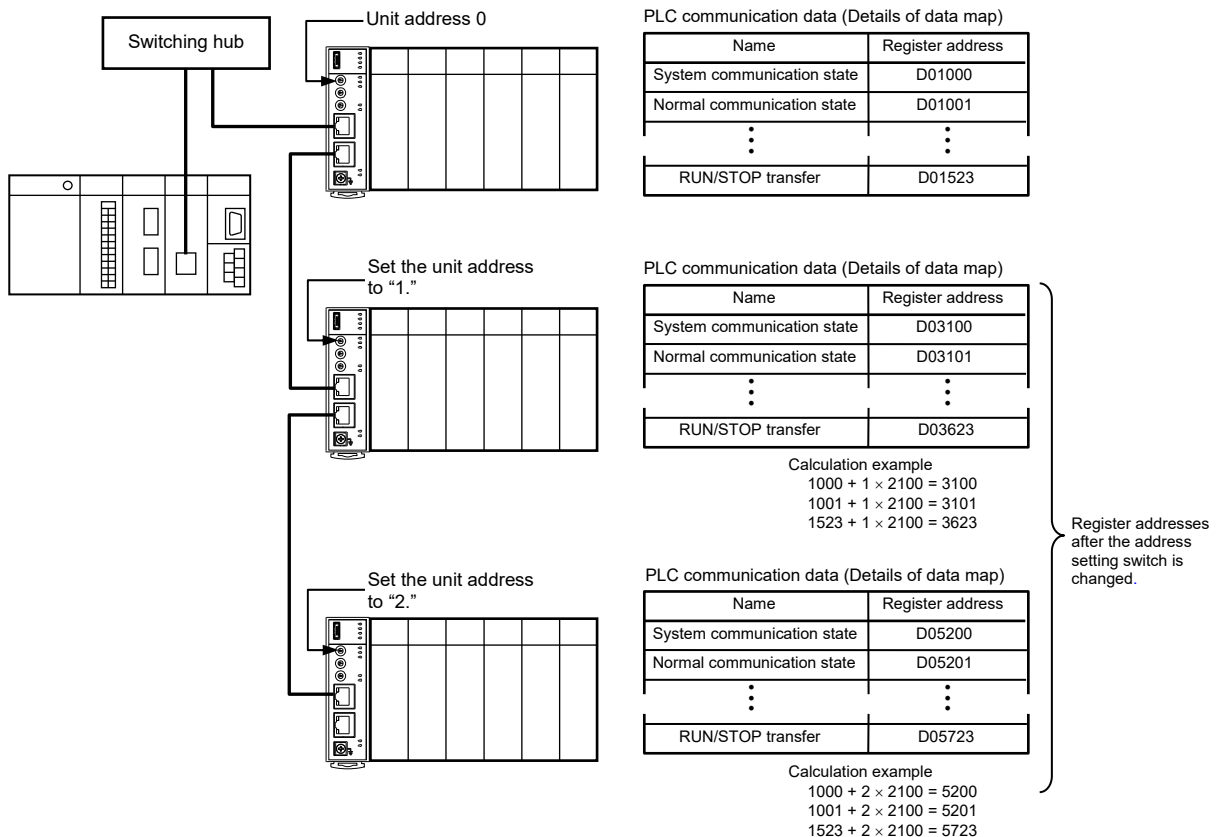 Switching hub
Unit address 0
PLC communication data (Details of data map)
Name Register address
System communication state D01000
Normal communication state D01001
RUN/STOP transfer D01523
Set the unit address
to “1.”
PLC communication data (Details of data map)
Name Register address
System communication state D03100
Normal communication state D03101
RUN/STOP transfer D03623
Calculation example
1000 + 1 × 2100 = 3100
1001 + 1 × 2100 = 3101
1523 + 1 × 2100 = 3623
Register addresses
after the address
setting switch is
changed.
Set the unit address
to “2.”
PLC communication data (Details of data map)
Name Register address
System communication state D05200
Normal communication state D05201
RUN/STOP transfer D05723
Calculation example
1000 + 2 × 2100 = 5200
1001 + 2 × 2100 = 5201
1523 + 2 × 2100 = 5723